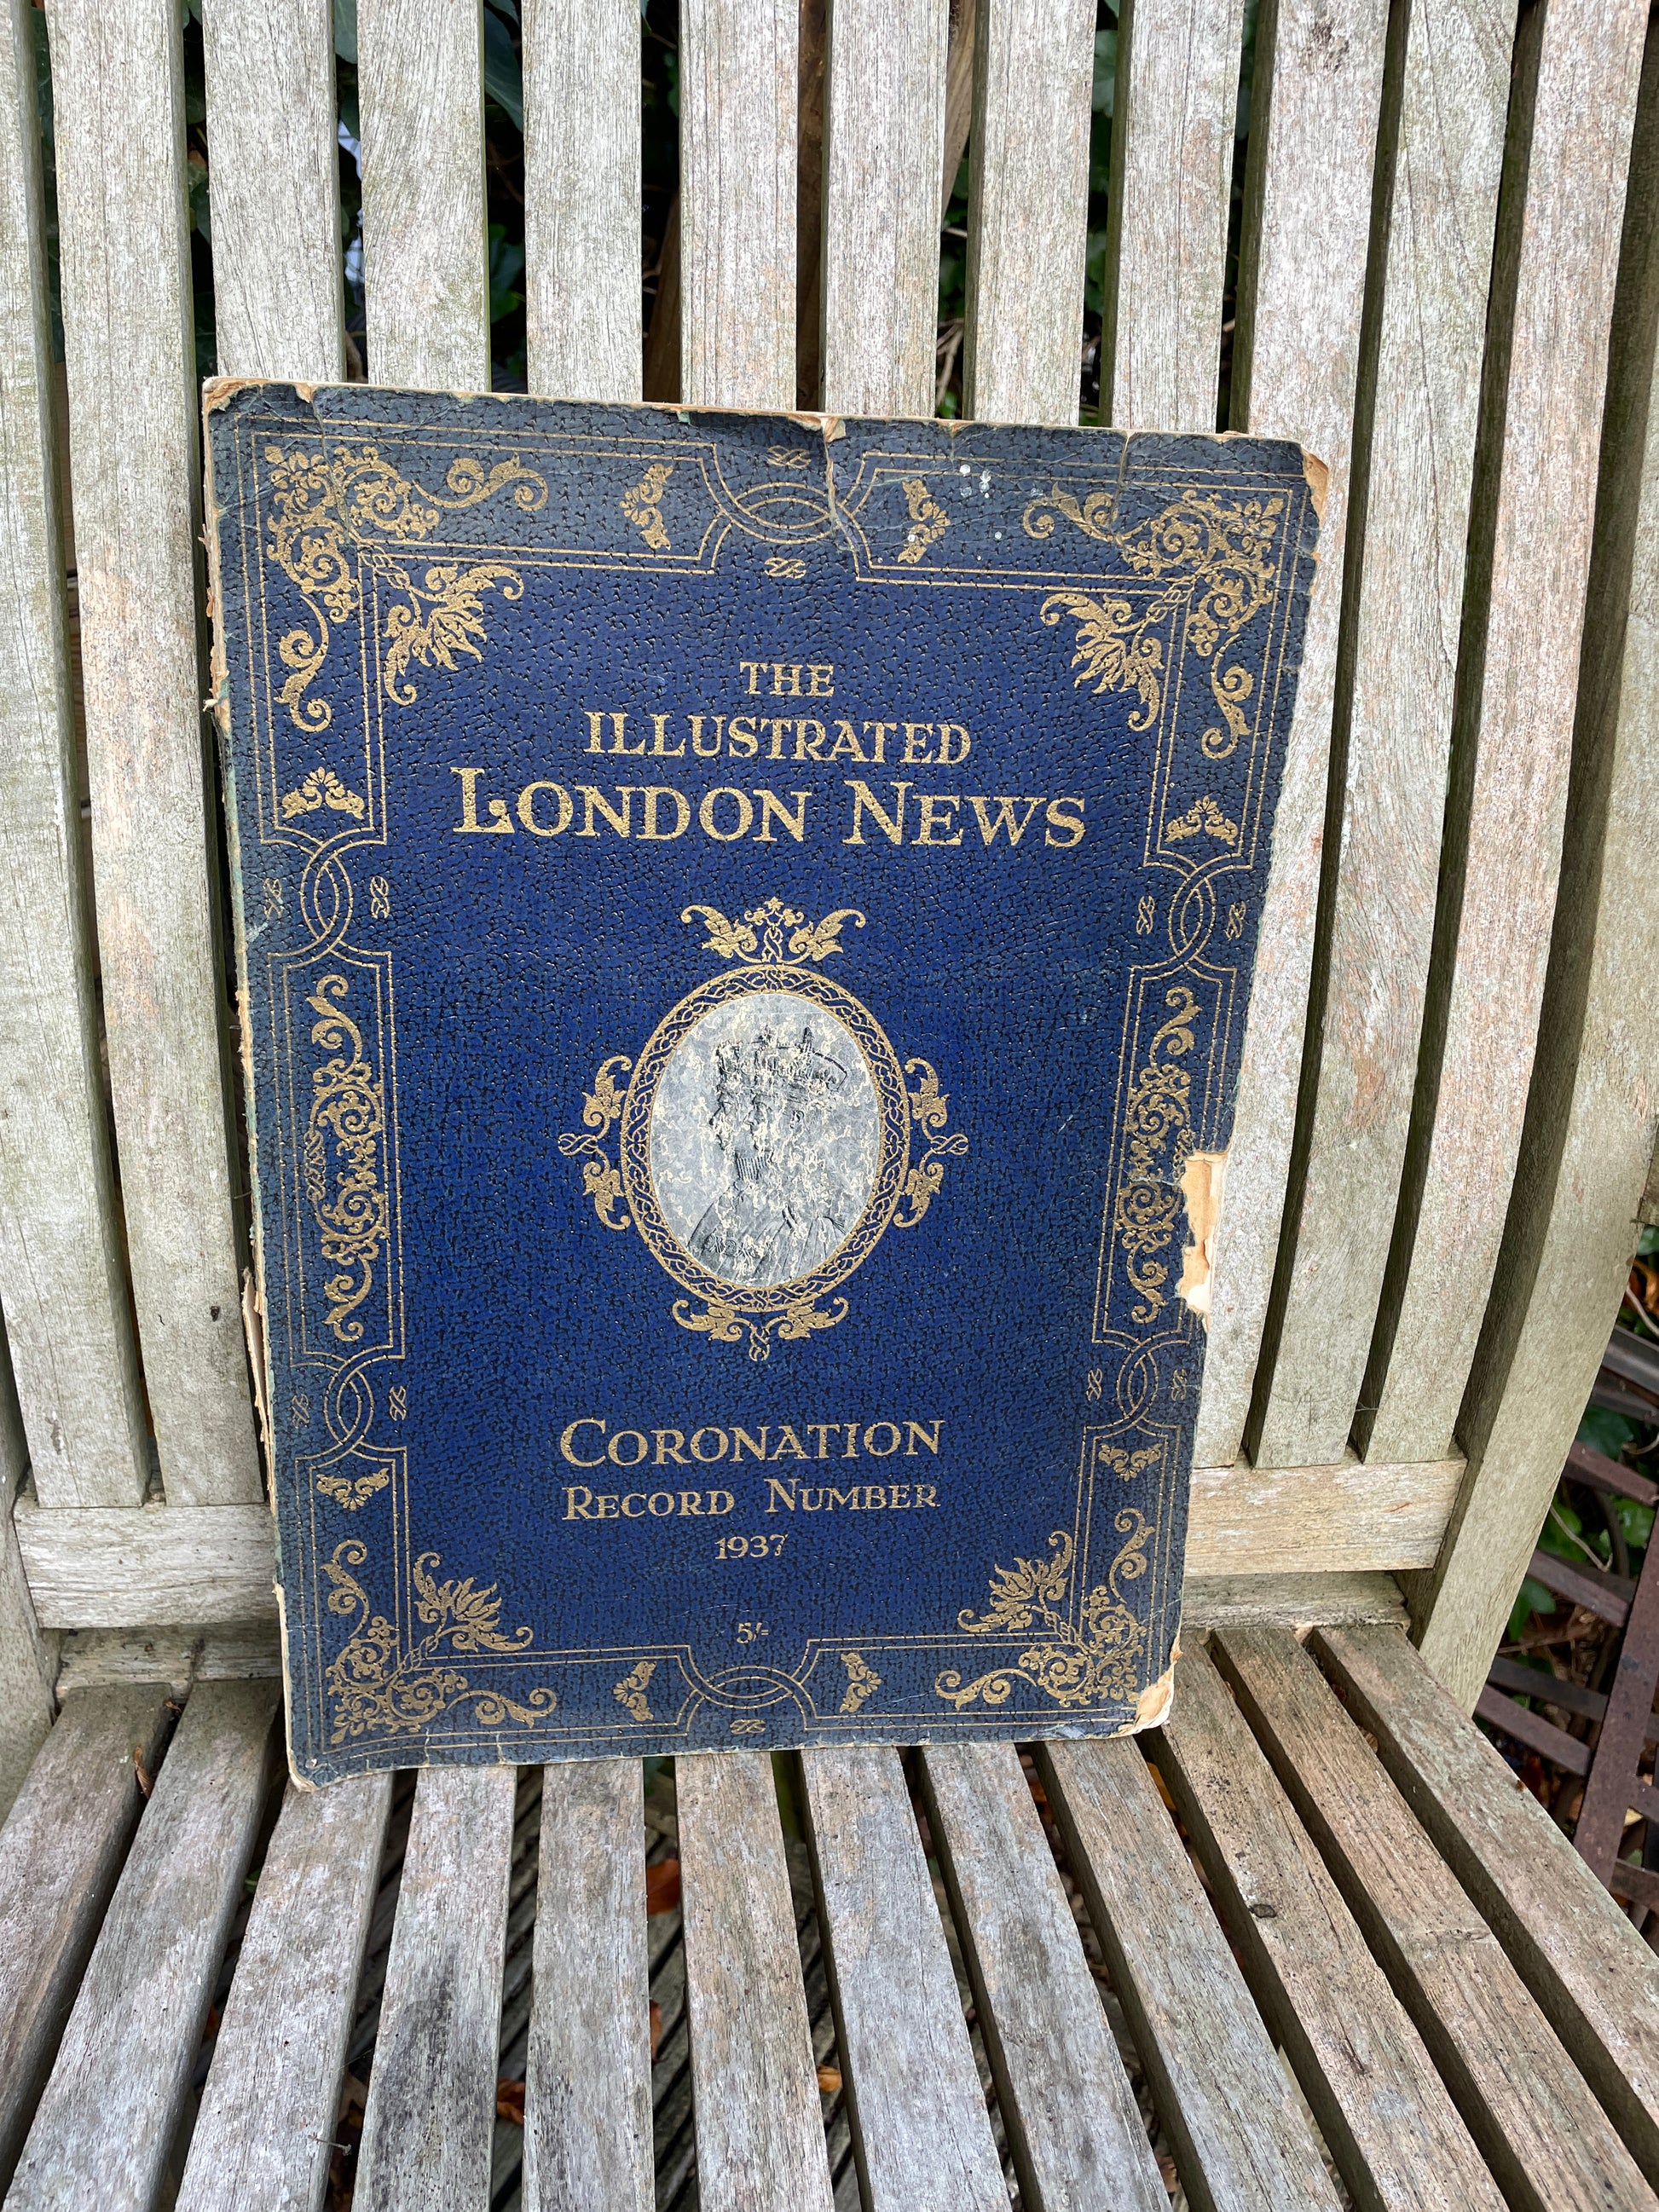 THE
ILLUSTRATED
LONDON NEWS
CORONATION
RECORD NUMBER
1937
5/=